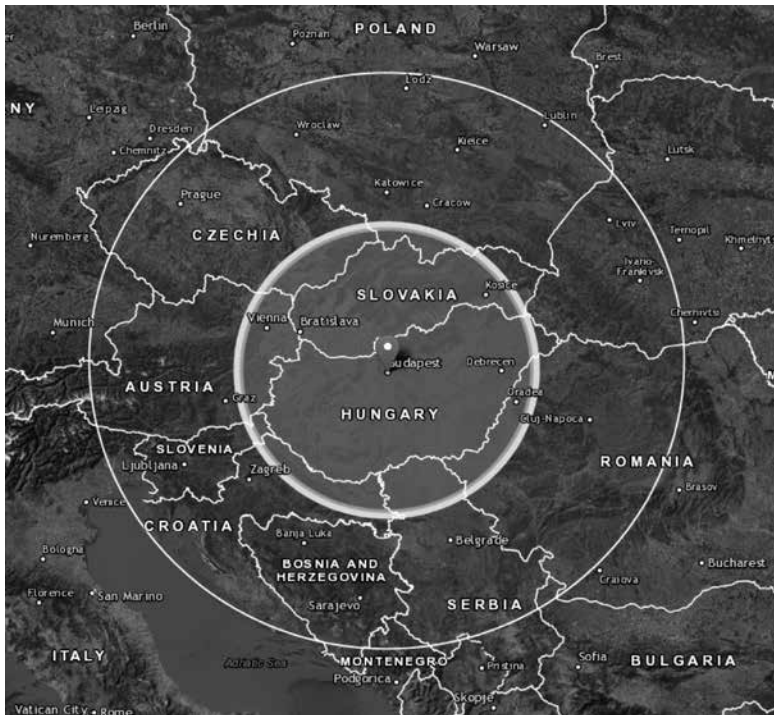 Berlin
POLAND
Poznan
Warsaw
Brest
Lodz
NY
Leipzig
Dresden
Wroclaw
Lublin
Chemnitz
Kielce
Lutsk
Prague
Katowice
Cracow
Lviv
Ternopil
Khmelnyt
Nuremberg
CZECHIA
Ivano-
Frankivsk
SLOVAKIA
Kosice
Munich
Vienna
Bratislava
Chernivtsi
Budapest
Debrecen
AUSTRIA
Graz
Oradea
HUNGARY
Cluj-Napoca
SLOVENIA
Ljubljana
Zagreb
ROMANIA
Brasov
Venice
CROATIA
Banja Luka
Belgrade
Bologna
BOSNIA AND
HERZEGOVINA
Bucharest
Craiova
Florence
San Marino
Sarajevo
SERBIA
ITALY
Adriatic Sea
MONTENEGRO
Pristina
Sofia
BULGARIA
Podgorica
Skopje
Vatican City
Rome